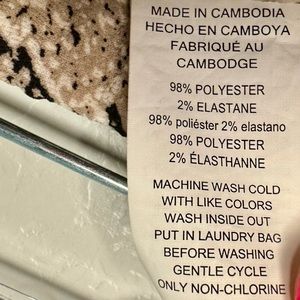 MADE IN CAMBODIA
HECHO EN CAMBOYA
FABRIQUÉ AU
CAMBODGE
98% POLYESTER
2% ELASTANE
98% poliéster 2% elastano
98% POLYESTER
2% ÉLASTHANNE
MACHINE WASH COLD
WITH LIKE COLORS
WASH INSIDE OUT
PUT IN LAUNDRY BAG
BEFORE WASHING
GENTLE CYCLE
ONLY NON-CHLORINE